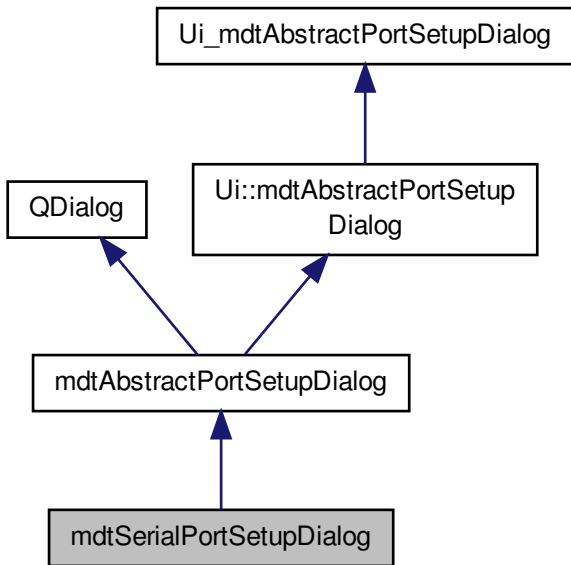 Ui_mdtAbstractPortSetupDialog
Ui::mdtAbstractPortSetup
Dialog
QDialog
mdtAbstractPortSetupDialog
mdtSerialPortSetupDialog